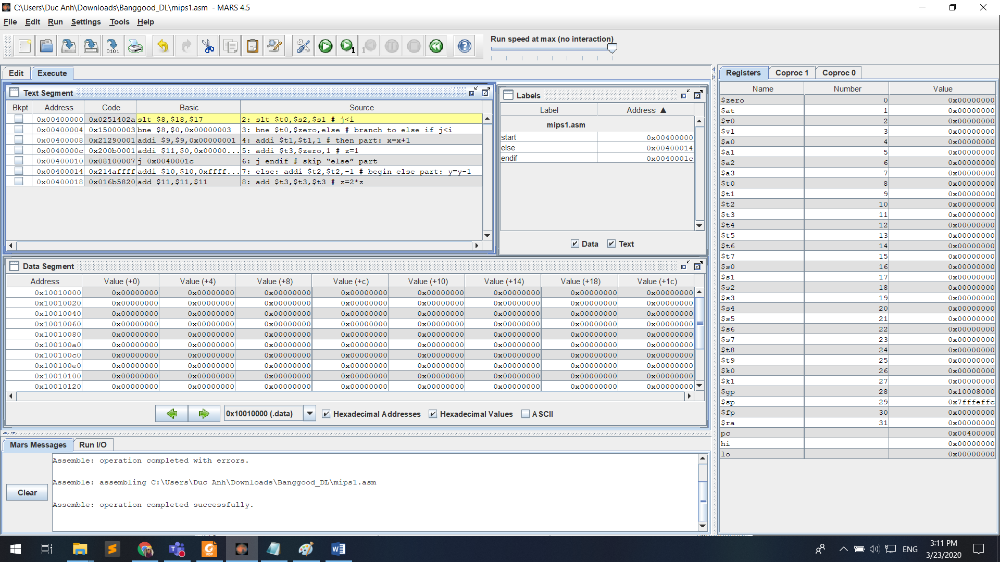 C:\Users\Duc Anh\Downloads\Banggood_DL\mips1.asm - MARS 4.5
File Edit Run Settings Tools Help
Run speed at max (no interaction)
0101
1
Edit Execute
Text Segment
Bkpt Address Code Basic Source
0x00400000 0x0251402a slt $8,$18,$17 2: slt $t0,$s2,$s1 # j<i
0x00400004 0x15000003 bne $8,$0,0x00000003 3: bne $t0,$zero,else # branch to else if j<i
0x00400008 0x21290001 addi $9,$9,0x00000001 4: addi $t1,$t1,1 # then part: x=x+1
0x0040000c 0x200b0001 addi $11,$0,0x00000... 5: addi $t3,$zero,1 # z=1
0x00400010 0x08100007 j 0x0040001c 6: j endif # skip “else” part
0x00400014 0x214affff addi $10,$10,0xffff... 7: else: addi $t2,$t2,-1 # begin else part: y=y-1
0x00400018 0x016b5820 add $11,$11,$11 8: add $t3,$t3,$t3 # z=2*z
Labels
Label Address ▲
mips1.asm
start 0x00400000
else 0x00400014
endif 0x0040001c
Data Text
Data Segment
Address Value (+0) Value (+4) Value (+8) Value (+c) Value (+10) Value (+14) Value (+18) Value (+1c)
0x10010000 0x00000000 0x00000000 0x00000000 0x00000000 0x00000000 0x00000000 0x00000000 0x00000000
0x10010020 0x00000000 0x00000000 0x00000000 0x00000000 0x00000000 0x00000000 0x00000000 0x00000000
0x10010040 0x00000000 0x00000000 0x00000000 0x00000000 0x00000000 0x00000000 0x00000000 0x00000000
0x10010060 0x00000000 0x00000000 0x00000000 0x00000000 0x00000000 0x00000000 0x00000000 0x00000000
0x10010080 0x00000000 0x00000000 0x00000000 0x00000000 0x00000000 0x00000000 0x00000000 0x00000000
0x100100a0 0x00000000 0x00000000 0x00000000 0x00000000 0x00000000 0x00000000 0x00000000 0x00000000
0x100100c0 0x00000000 0x00000000 0x00000000 0x00000000 0x00000000 0x00000000 0x00000000 0x00000000
0x100100e0 0x00000000 0x00000000 0x00000000 0x00000000 0x00000000 0x00000000 0x00000000 0x00000000
0x10010100 0x00000000 0x00000000 0x00000000 0x00000000 0x00000000 0x00000000 0x00000000 0x00000000
0x10010120 0x00000000 0x00000000 0x00000000 0x00000000 0x00000000 0x00000000 0x00000000 0x00000000
0x10010000 (.data) Hexadecimal Addresses Hexadecimal Values ASCII
Mars Messages Run I/O
Assemble: operation completed with errors.
Assemble: assembling C:\Users\Duc Anh\Downloads\Banggood_DL\mips1.asm
Assemble: operation completed successfully.
Clear
Registers Coproc 1 Coproc 0
Name Number Value
$zero 0 0x00000000
$at 1 0x00000000
$v0 2 0x00000000
$v1 3 0x00000000
$a0 4 0x00000000
$a1 5 0x00000000
$a2 6 0x00000000
$a3 7 0x00000000
$t0 8 0x00000000
$t1 9 0x00000000
$t2 10 0x00000000
$t3 11 0x00000000
$t4 12 0x00000000
$t5 13 0x00000000
$t6 14 0x00000000
$t7 15 0x00000000
$s0 16 0x00000000
$s1 17 0x00000000
$s2 18 0x00000000
$s3 19 0x00000000
$s4 20 0x00000000
$s5 21 0x00000000
$s6 22 0x00000000
$s7 23 0x00000000
$t8 24 0x00000000
$t9 25 0x00000000
$k0 26 0x00000000
$k1 27 0x00000000
$gp 28 0x10008000
$sp 29 0x7fffeffc
$fp 30 0x00000000
$ra 31 0x00000000
pc 0x00400000
hi 0x00000000
lo 0x00000000
ENG
3:11 PM
3/23/2020